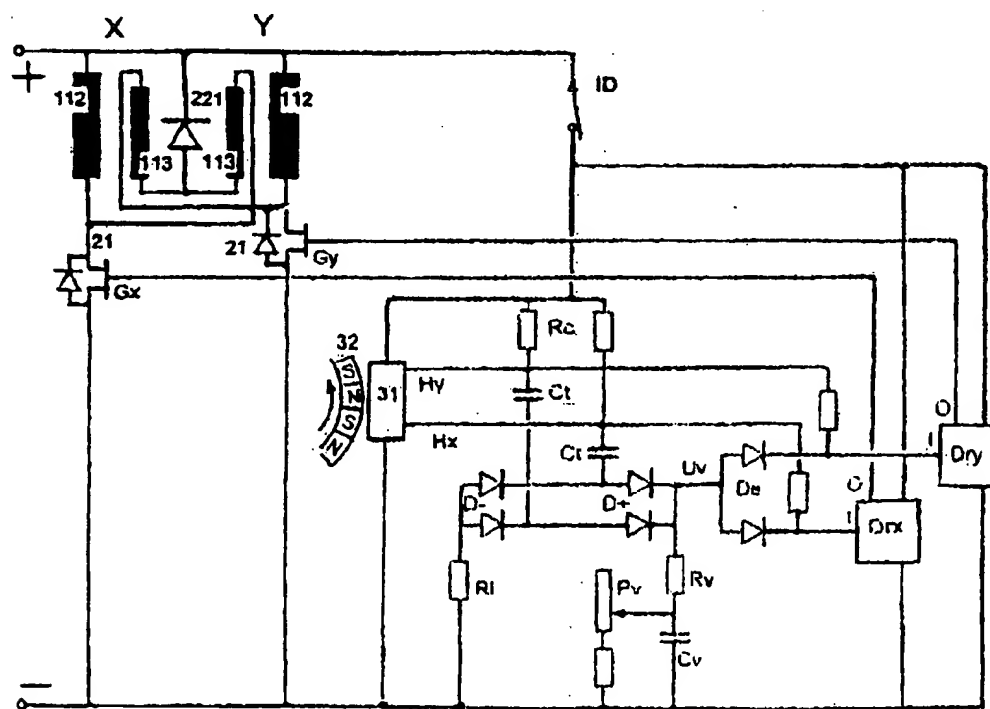 X Y
+
ID
112 221 112
113 113
21 21
Gx Gy
32
S N S N
31
Hy
Hx
Ct
Ct
Uv
D- D+ De
O
I Dry
O
I Drx
Rl Pv Rv
Cv
−